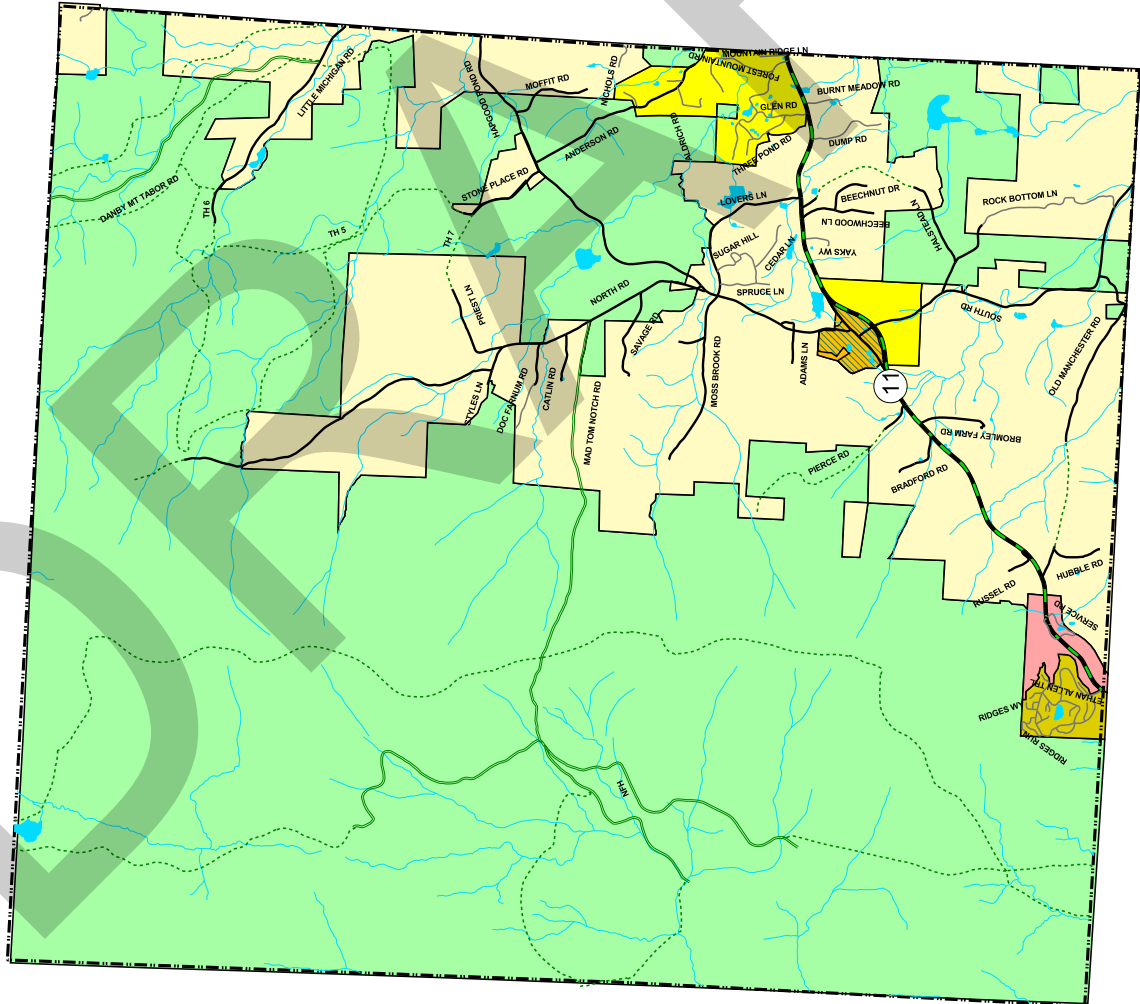 MOUNTAIN RIDGE LN
FOREST MOUNTAIN RD
LITTLE MICHIGAN RD
HAPGOOD POND RD
MOFFIT RD
NICHOLS RD
BURNT MEADOW RD
GLEN RD
ANDERSON RD
ALDRICH RD
THREE POND RD
DUMP RD
DANBY MT TABOR RD
TH 6
STONE PLACE RD
LOVERS LN
BEECHNUT DR
ROCK BOTTOM LN
TH 5
TH 7
BEECHWOOD LN
HALSTEAD LN
SUGAR HILL
CEDAR LN
YAKS WY
PRIEST LN
NORTH RD
SPRUCE LN
SOUTH RD
SAVAGE RD
OLD MANCHESTER RD
STYLES LN
DOC FARNUM RD
CATLIN RD
MAD TOM NOTCH RD
MOSS BROOK RD
ADAMS LN
11
BROMLEY FARM RD
PIERCE RD
BRADFORD RD
HUBBLE RD
RUSSEL RD
SERVICE RD
ETHAN ALLEN TRL
RIDGES WY
RIDGES RUN
NFH
DRAFT